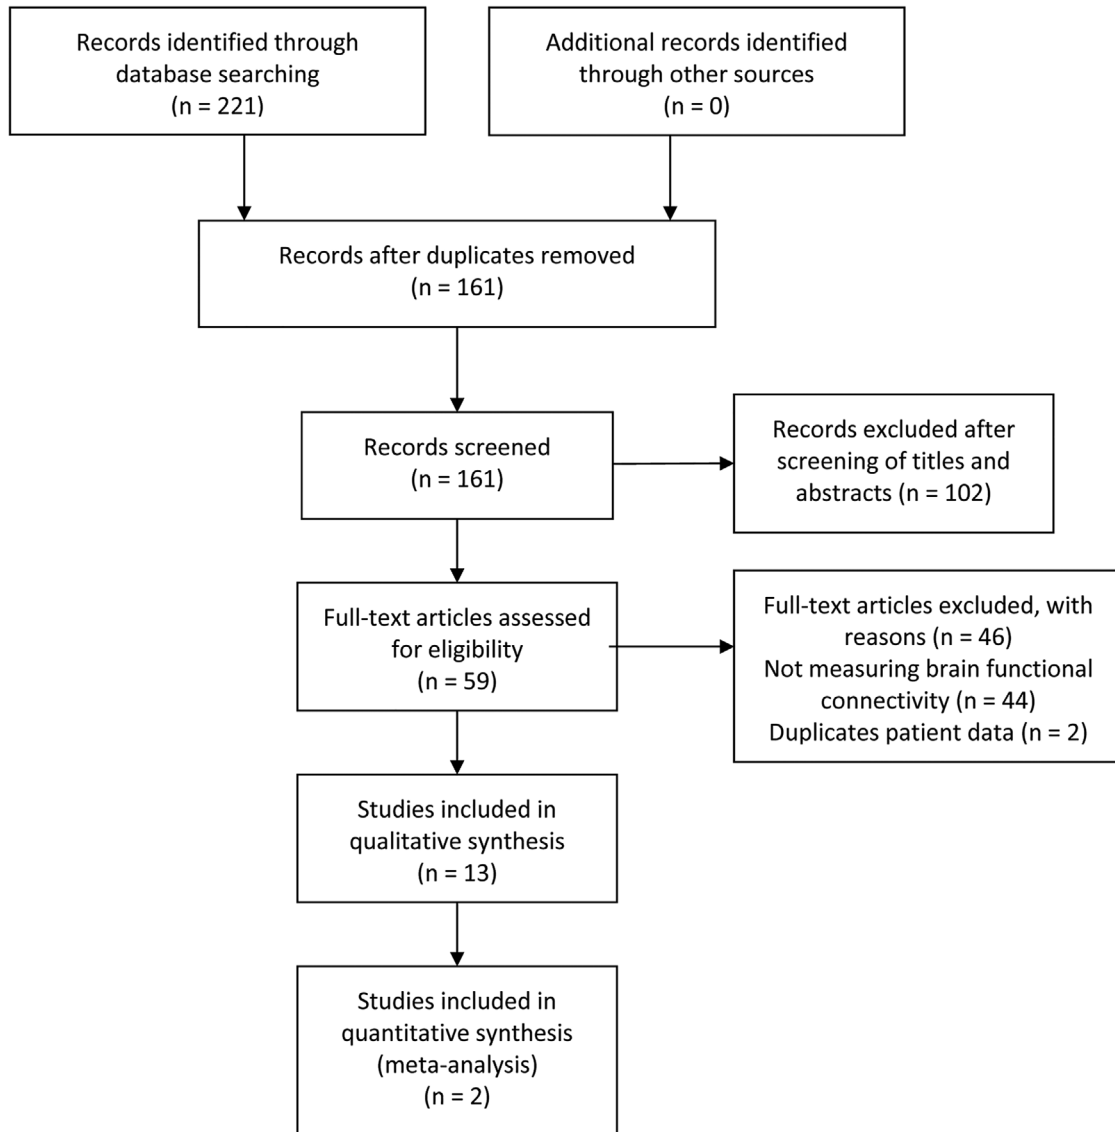 Records identified through
database searching
(n = 221)
Additional records identified
through other sources
(n = 0)
Records after duplicates removed
(n = 161)
Records screened
(n = 161)
Records excluded after
screening of titles and
abstracts (n = 102)
Full-text articles assessed
for eligibility
(n = 59)
Full-text articles excluded, with
reasons (n = 46)
Not measuring brain functional
connectivity (n = 44)
Duplicates patient data (n = 2)
Studies included in
qualitative synthesis
(n = 13)
Studies included in
quantitative synthesis
(meta-analysis)
(n = 2)